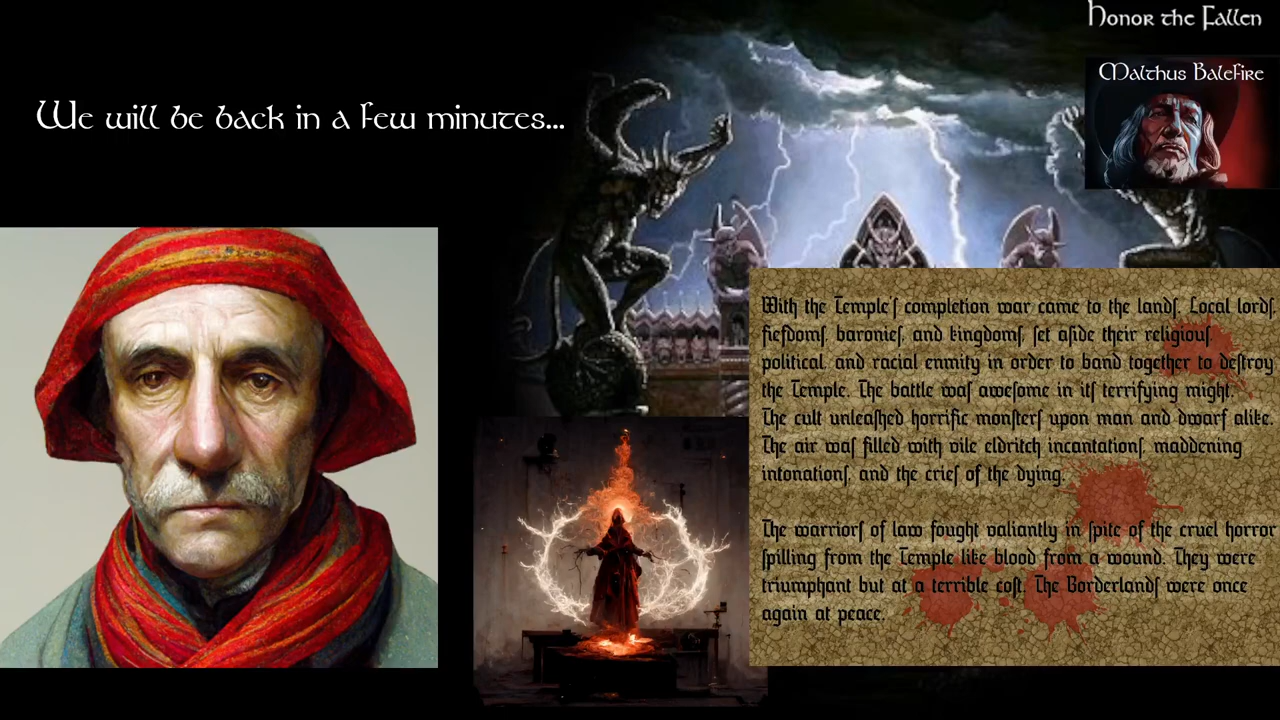 Honor the Fallen
Malthus Balefire
We will be back in a few minutes...
With the Temple's completion war came to the lands. Local lords,
fiefdoms, baronies, and kingdoms, set aside their religious,
political, and racial enmity in order to band together to destroy
the Temple. The battle was awesome in its terrifying might.
The cult unleashed horrific monsters upon man and dwarf alike.
The air was filled with vile eldritch incantations, maddening
intonations, and the cries of the dying.
The warriors of law fought valiantly in spite of the cruel horror
spilling from the Temple like blood from a wound. They were
triumphant but at a terrible cost. The Borderlands were once
again at peace.